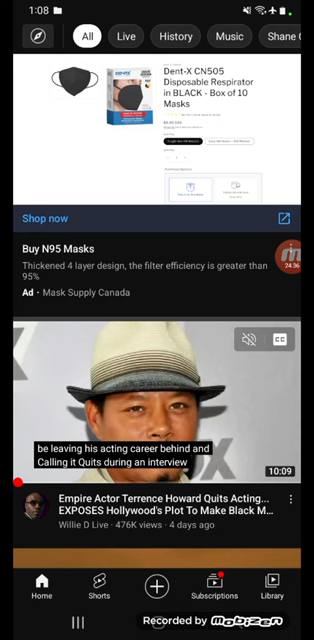 1:08
All Live History Music Shane
DENT-X
Dent-X CN505
Disposable Respirator
in BLACK - Box of 10
Masks
Shop now
Buy N95 Masks
Thickened 4 layer design, the filter efficiency is greater than
95%
Ad • Mask Supply Canada
24:36
CC
be leaving his acting career behind and
Calling it Quits during an interview
10:09
Empire Actor Terrence Howard Quits Acting...
EXPOSES Hollywood's Plot To Make Black M...
Willie D Live · 476K views · 4 days ago
Home Shorts Subscriptions Library
Recorded by Mobizen